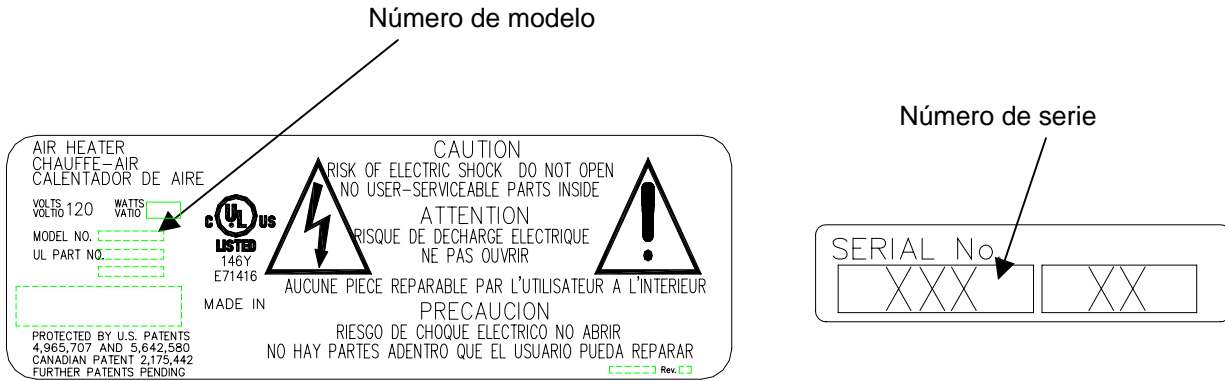 Número de modelo
Número de serie
AIR HEATER
CHAUFFE-AIR
CALENTADOR DE AIRE
VOLTS
VOLTIO 120
WATTS
VATIO
MODEL NO.
UL PART NO.
PROTECTED BY U.S. PATENTS
4,965,707 AND 5,642,580
CANADIAN PATENT 2,175,442
FURTHER PATENTS PENDING
C UL US
LISTED
146Y
E71416
MADE IN
CAUTION
RISK OF ELECTRIC SHOCK DO NOT OPEN
NO USER-SERVICEABLE PARTS INSIDE
ATTENTION
RISQUE DE DECHARGE ELECTRIQUE
NE PAS OUVRIR
AUCUNE PIECE REPARABLE PAR L'UTILISATEUR A L'INTERIEUR
PRECAUCION
RIESGO DE CHOQUE ELECTRICO NO ABRIR
NO HAY PARTES ADENTRO QUE EL USUARIO PUEDA REPARAR
Rev.
SERIAL No.
XXX XX